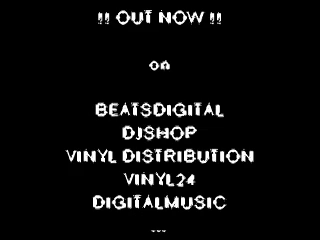 !! OUT NOW !!
on
BEATSDIGITAL
DJSHOP
VINYL DISTRIBUTION
VINYL24
DIGITALMUSIC
...